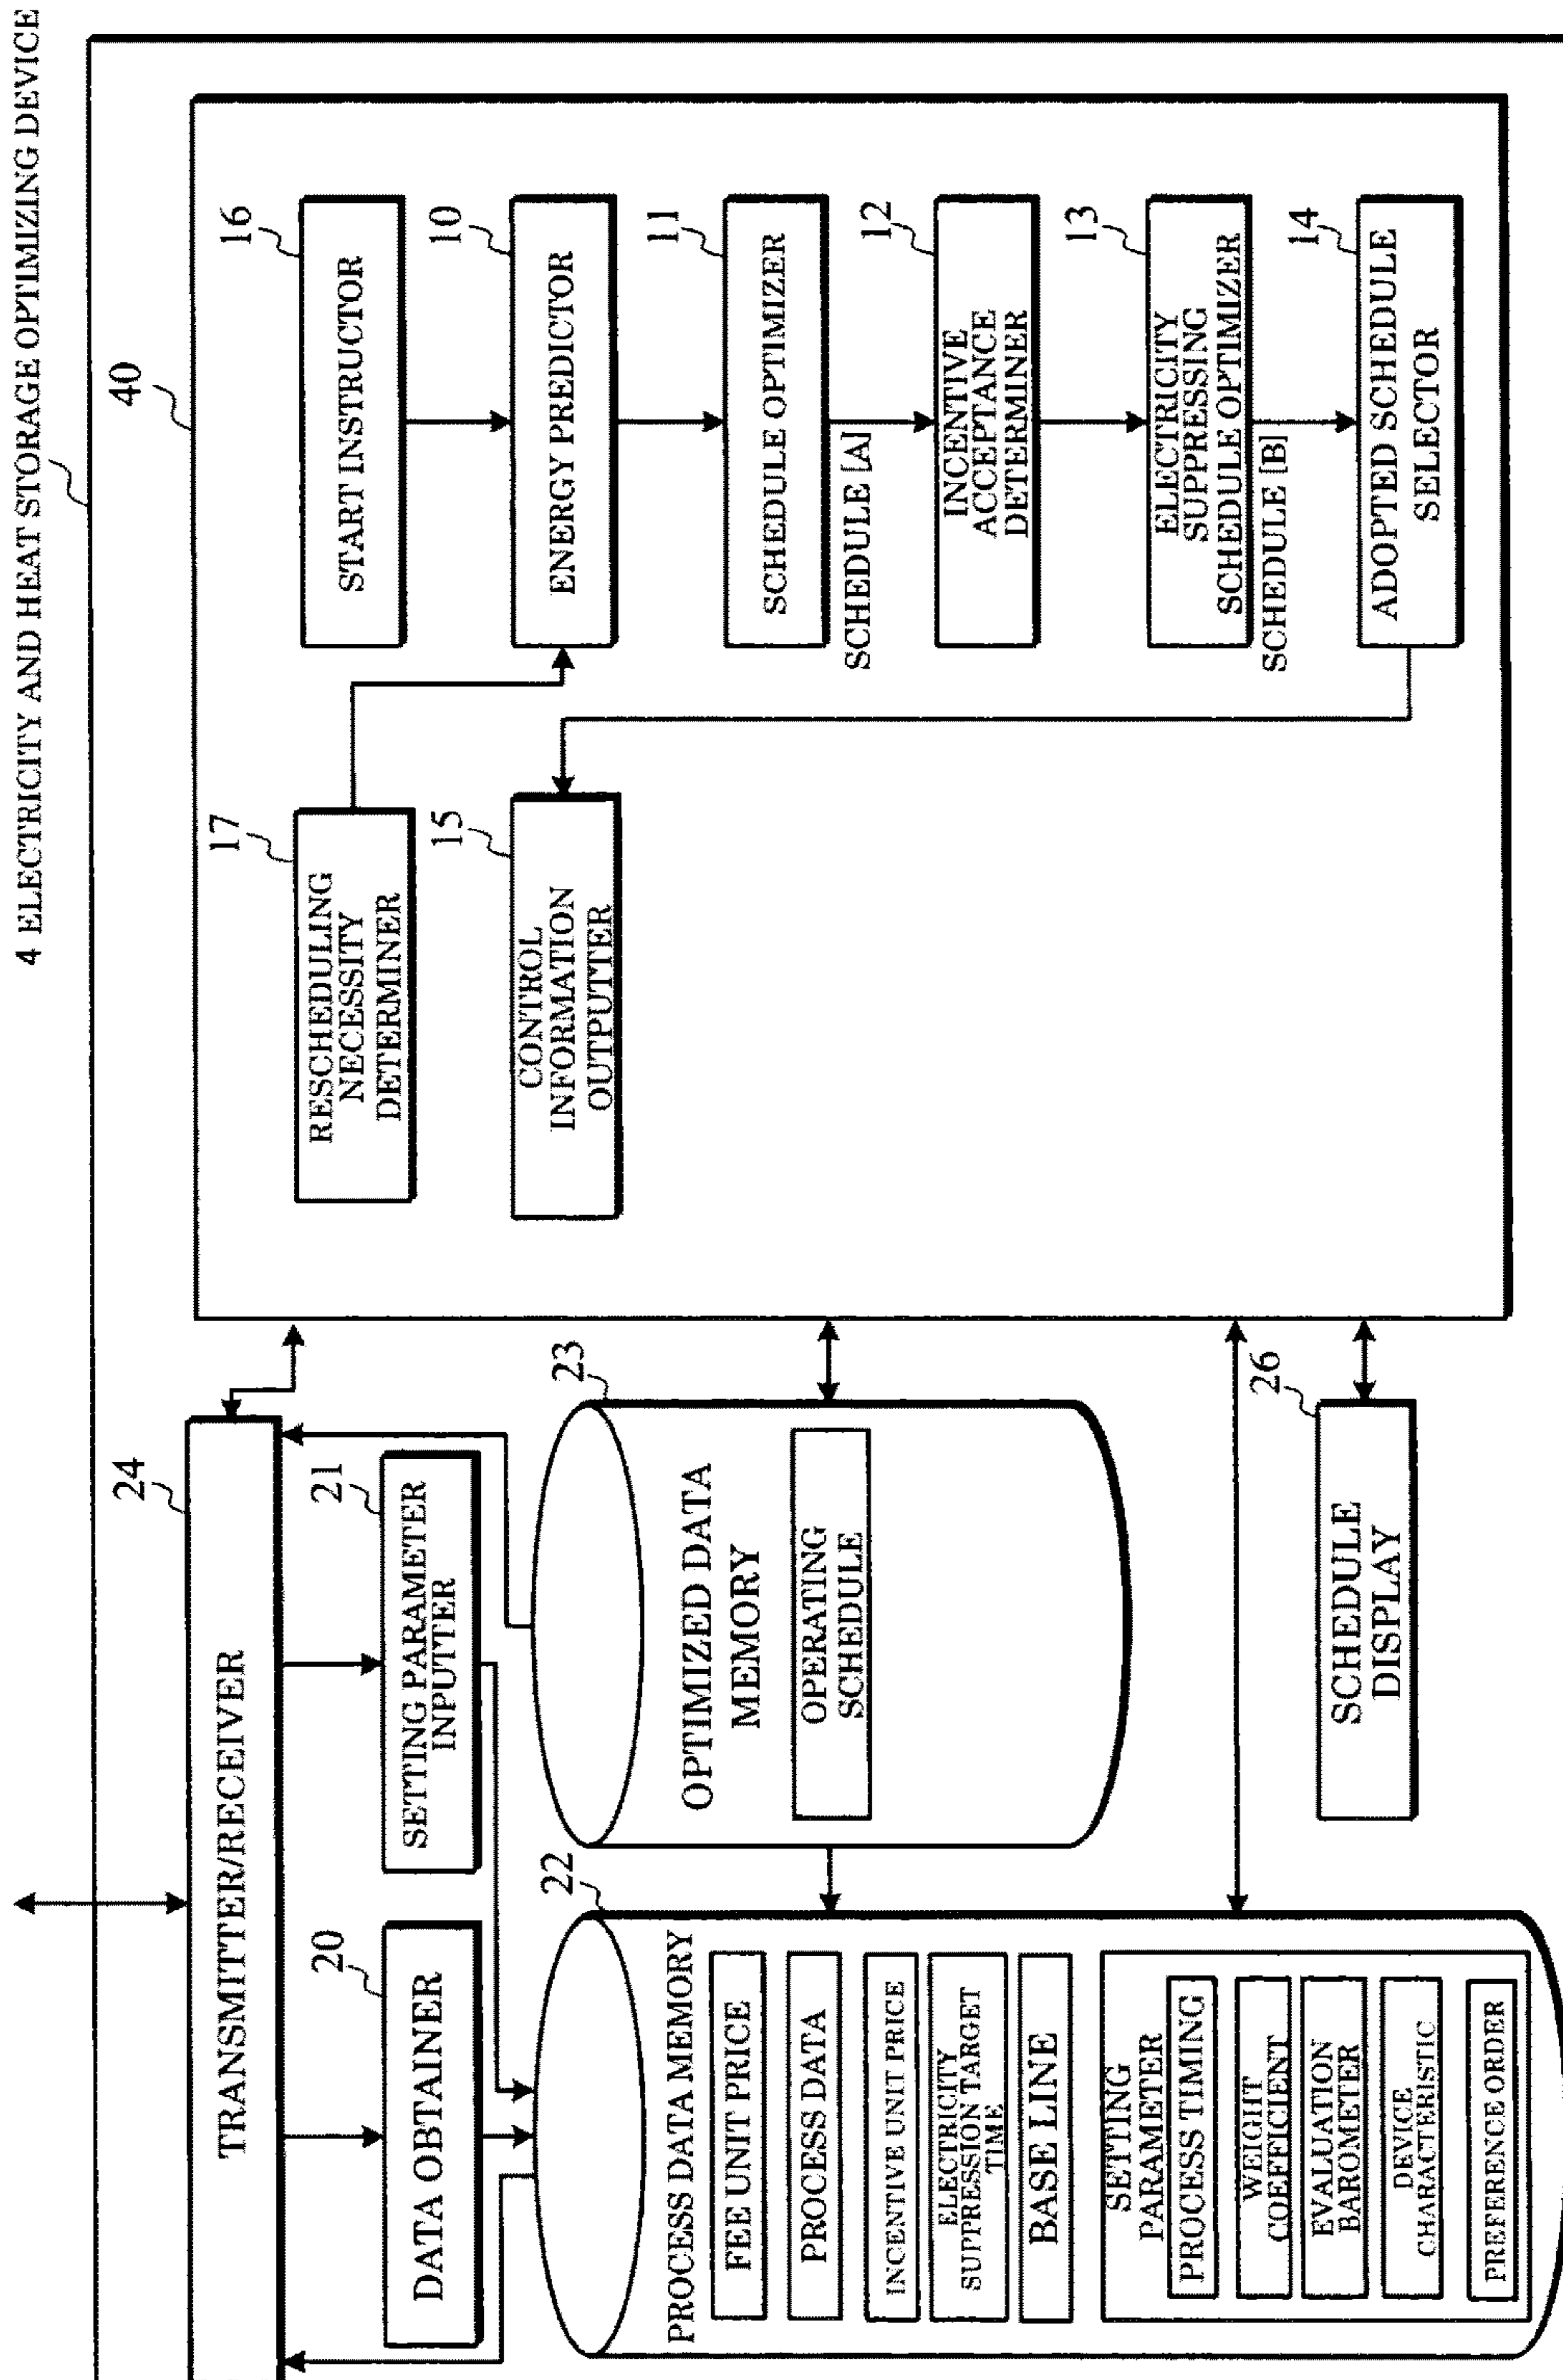 4 ELECTRICITY AND HEAT STORAGE OPTIMIZING DEVICE
24
TRANSMITTER/RECEIVER
20
DATA OBTAINER
21
SETTING PARAMETER
INPUTTER
22
PROCESS DATA MEMORY
FEE UNIT PRICE
PROCESS DATA
INCENTIVE UNIT PRICE
ELECTRICITY
SUPPRESSION TARGET
TIME
BASE LINE
SETTING
PARAMETER
PROCESS TIMING
WEIGHT
COEFFICIENT
EVALUATION
BAROMETER
DEVICE
CHARACTERISTIC
PREFERENCE ORDER
23
OPTIMIZED DATA
MEMORY
OPERATING
SCHEDULE
26
SCHEDULE
DISPLAY
40
17
RESCHEDULING
NECESSITY
DETERMINER
15
CONTROL
INFORMATION
OUTPUTTER
16
START INSTRUCTOR
10
ENERGY PREDICTOR
11
SCHEDULE OPTIMIZER
SCHEDULE [A]
12
INCENTIVE
ACCEPTANCE
DETERMINER
13
ELECTRICITY
SUPPRESSING
SCHEDULE OPTIMIZER
SCHEDULE [B]
14
ADOPTED SCHEDULE
SELECTOR